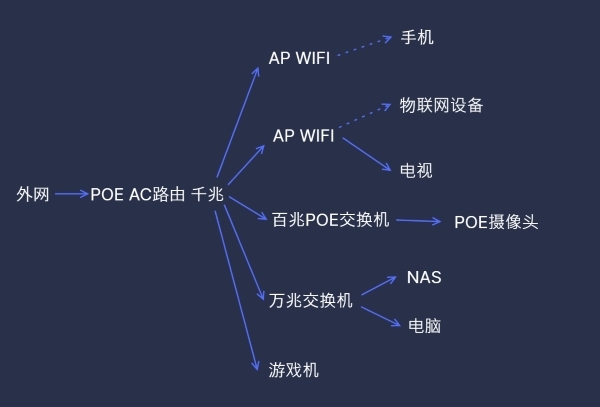 手机
AP WIFI
物联网设备
AP WIFI
电视
外网
POE AC路由 千兆
百兆POE交换机
POE摄像头
NAS
万兆交换机
电脑
游戏机